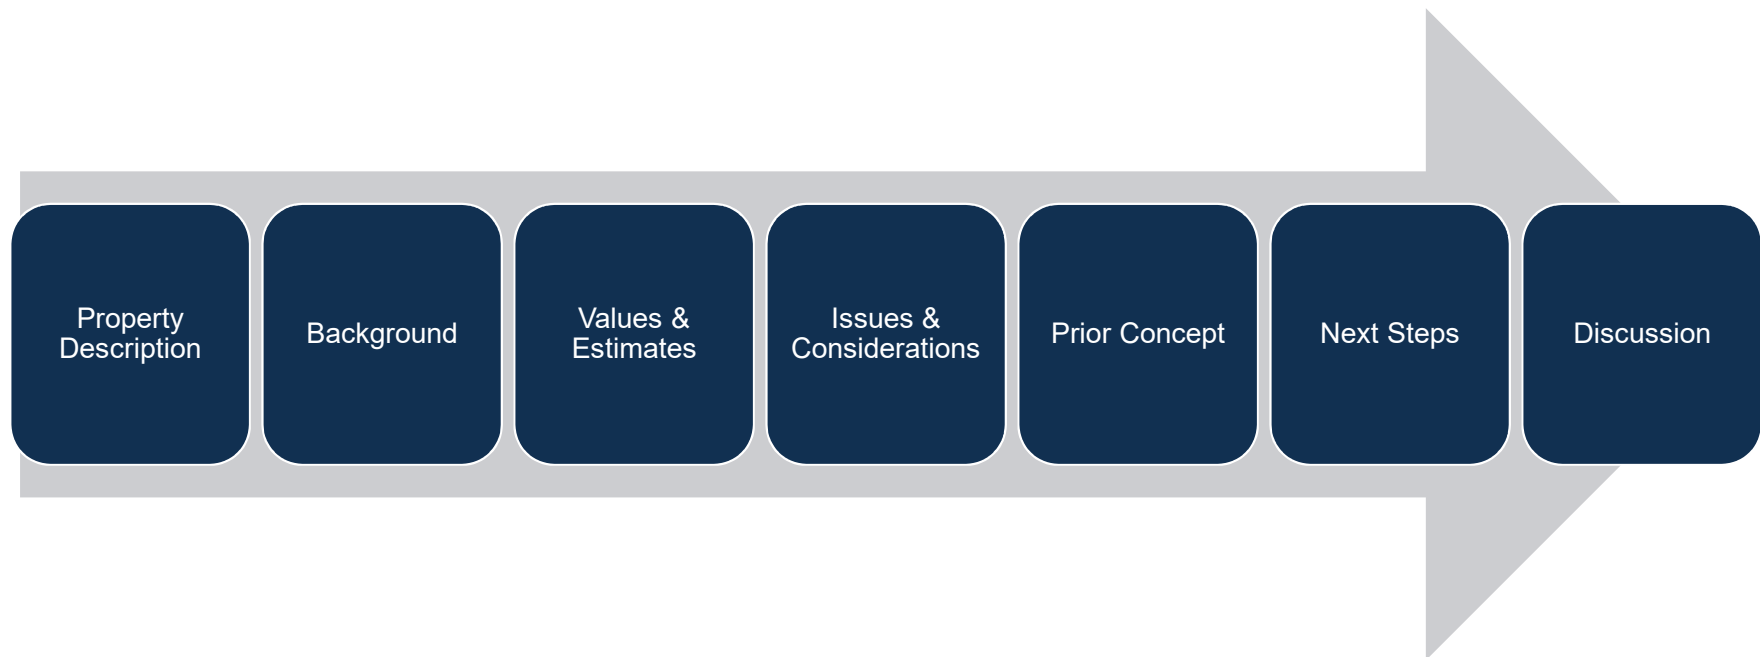 Property
Description
Background
Values &
Estimates
Issues &
Considerations
Prior Concept
Next Steps
Discussion